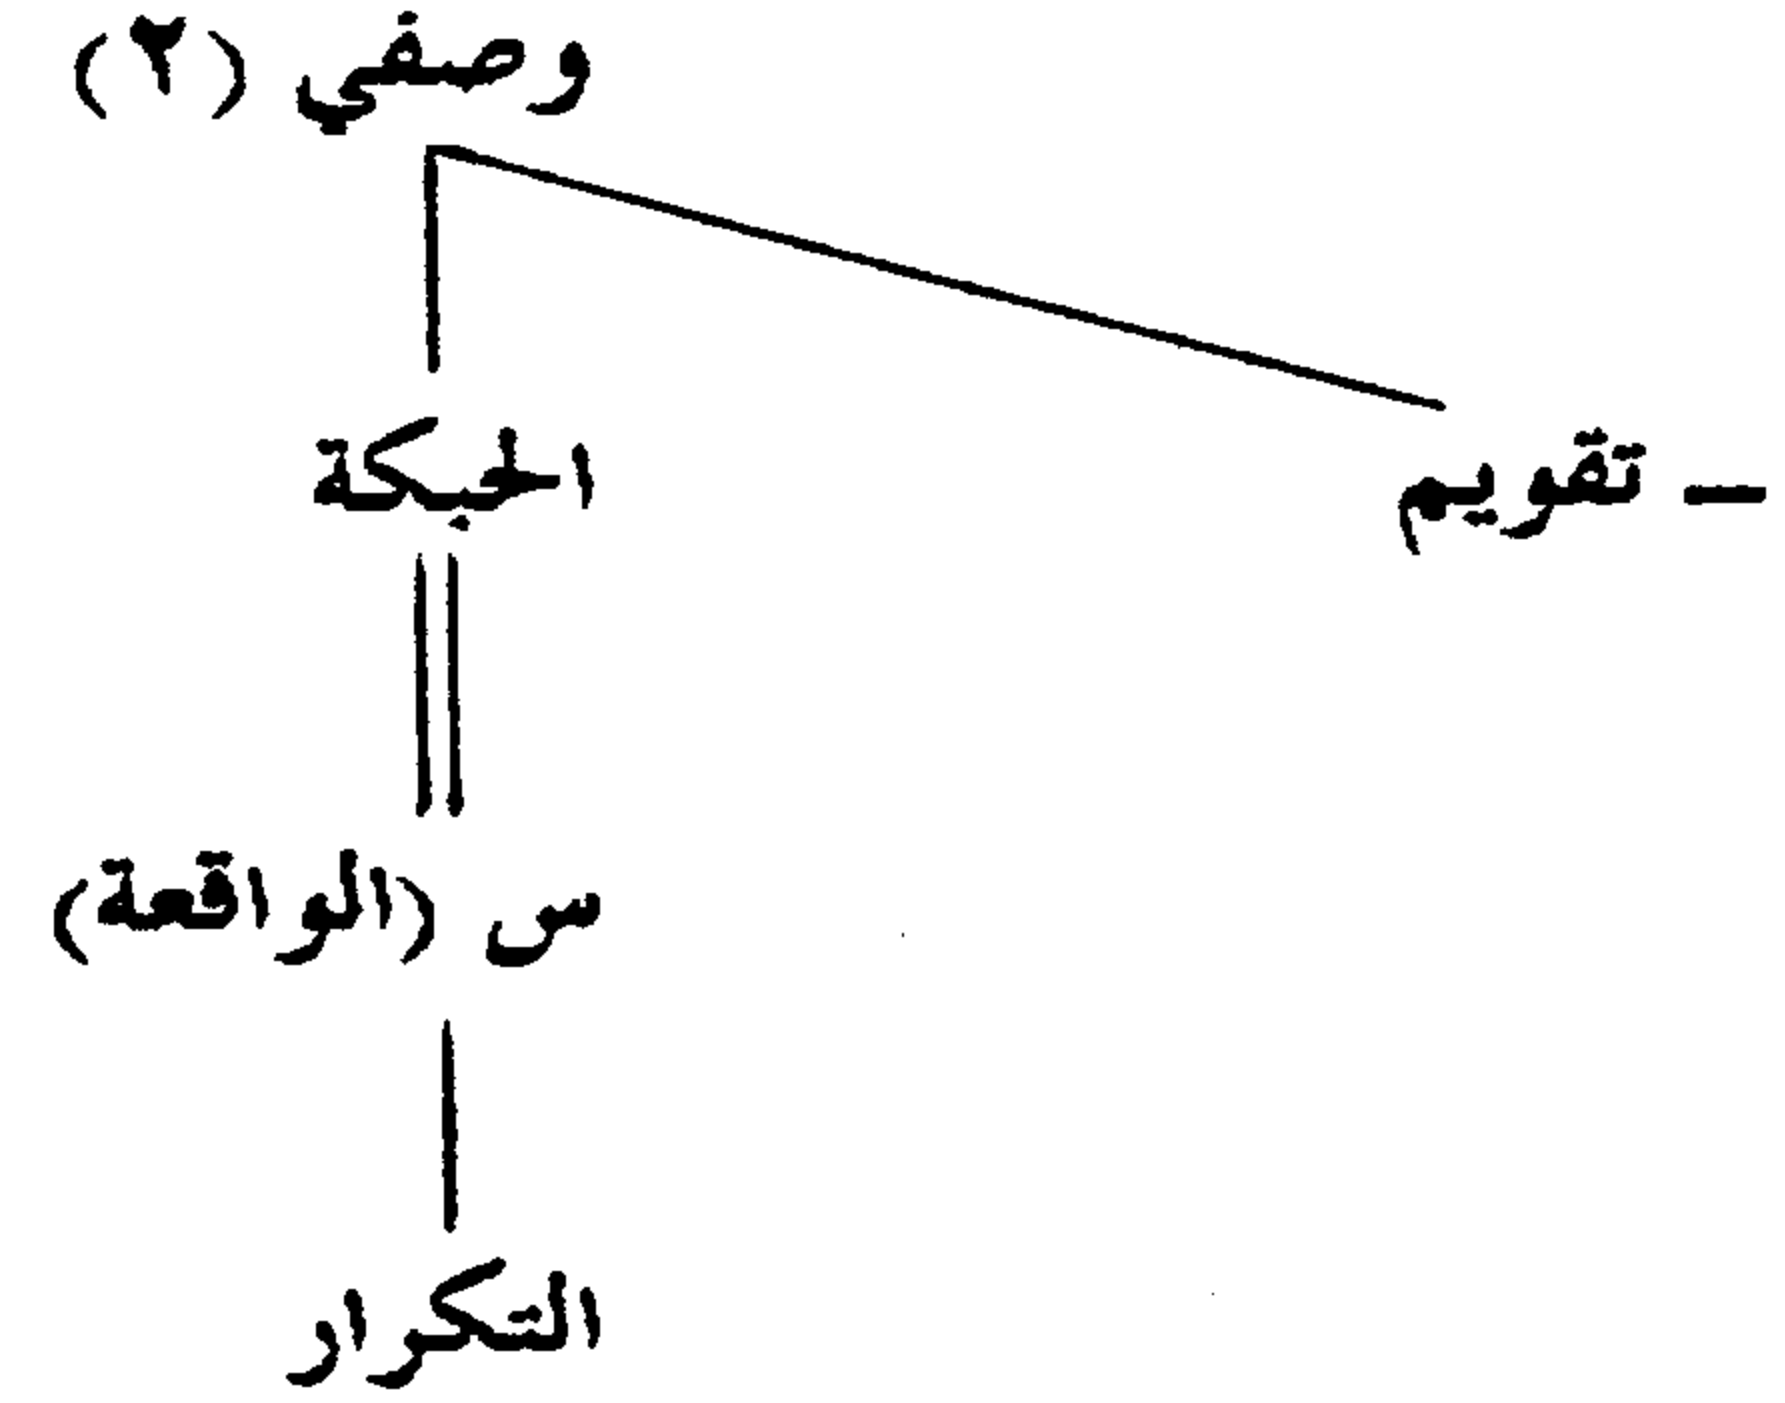 وصفي (٢)
ـ تقويم
الحبكة
س (الواقعة)
التكرار